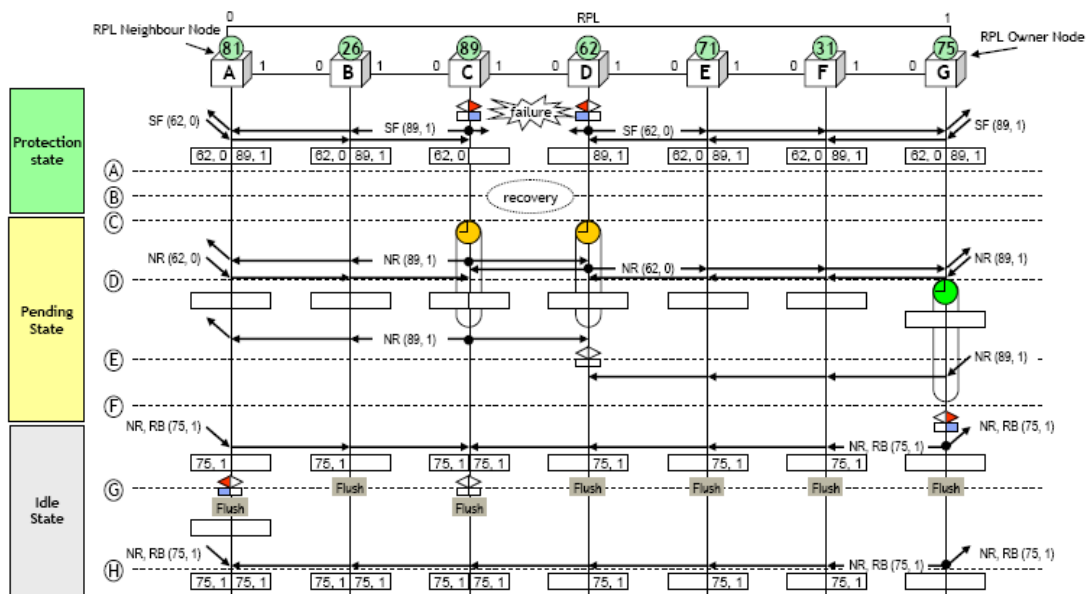 0 RPL 1
RPL Neighbour Node
RPL Owner Node
81 26 89 62 71 31 75
A 1 0 B 1 0 C 1 0 D 1 0 E 1 0 F 1 0 G
failure
SF (62, 0) SF (89, 1) SF (62, 0) SF (89, 1)
Protection
state
62, 0 89, 1 62, 0 89, 1 62, 0 89, 1 62, 0 89, 1 62, 0 89, 1 62, 0 89, 1
A
B recovery
C
NR (62, 0) NR (89, 1) NR (62, 0) NR (89, 1)
D
Pending
State
NR (89, 1)
E NR (89, 1)
F
NR, RB (75, 1) NR, RB (75, 1) NR, RB (75, 1)
75, 1 75, 1 75, 1 75, 1 75, 1 75, 1 75, 1
G Flush Flush Flush Flush
Idle
State
Flush Flush
NR, RB (75, 1) NR, RB (75, 1) NR, RB (75, 1)
H
75, 1 75, 1 75, 1 75, 1 75, 1 75, 1 75, 1 75, 1 75, 1